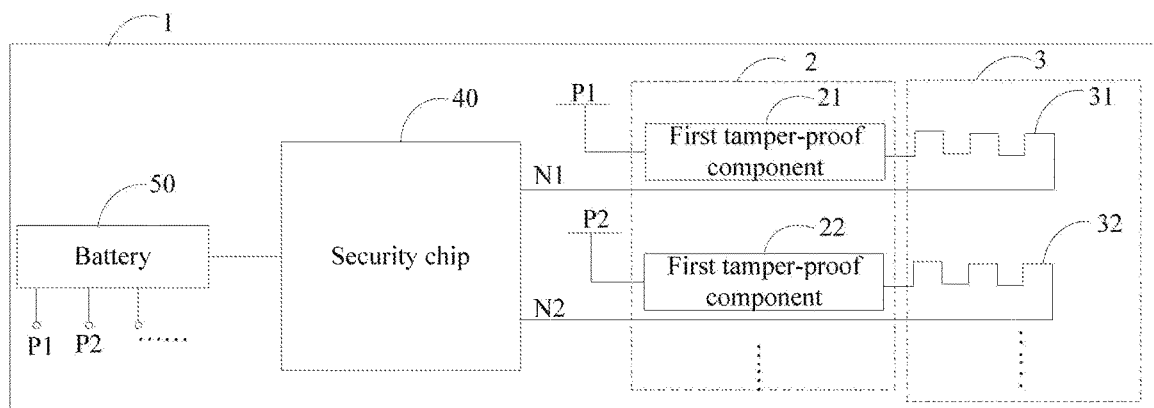 1
2
3
40
P1
21
31
First tamper-proof
component
N1
50
P2
22
32
Battery
Security chip
First tamper-proof
component
N2
P1 P2 ......